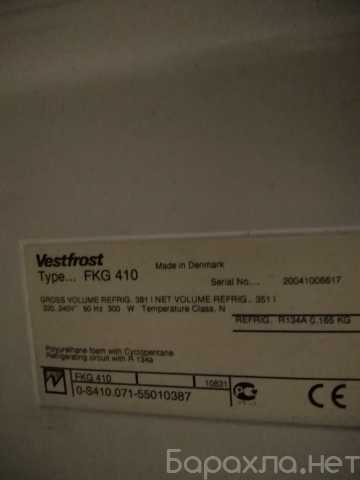 Vestfrost
Made in Denmark
Type... FKG 410
Serial No.... 20041006617
GROSS VOLUME REFRIG. 381 l NET VOLUME REFRIG. 351 l
220, 240V~ 50 Hz 300 W Temperature Class. N
REFRIG. R134A 0.165 KG
Polyurethane foam with Cyclopentane
Refrigerating circuit with R 134a
FKG 410 10831
0-S410.071-55010387
CE
Барахла.нет